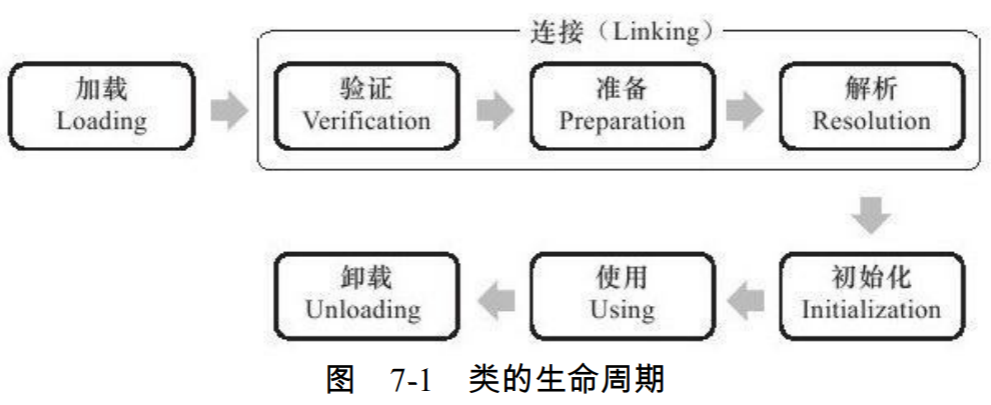 连接（Linking）
加载
Loading
验证
Verification
准备
Preparation
解析
Resolution
初始化
Initialization
使用
Using
卸载
Unloading
图 7-1 类的生命周期